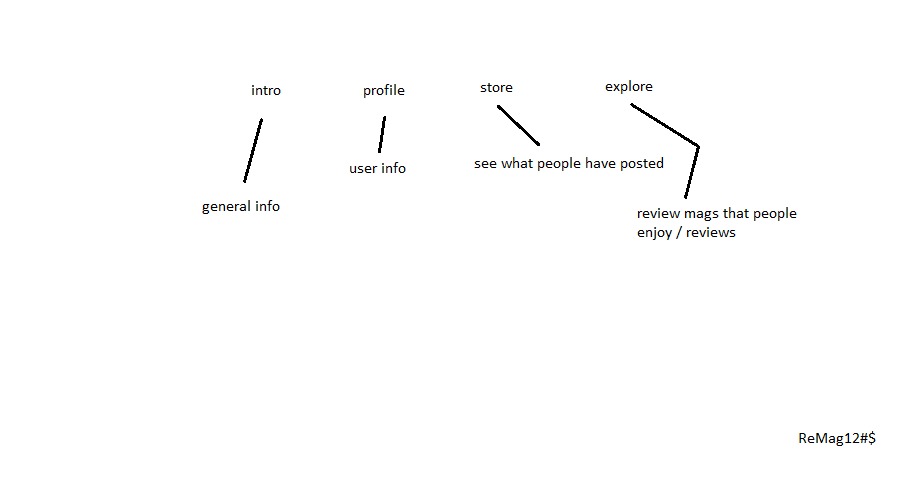 intro
profile
store
explore
general info
user info
see what people have posted
review mags that people
enjoy / reviews
ReMag12#$